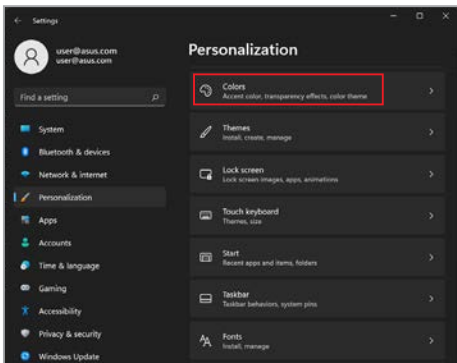 Settings
user@asus.com
user@asus.com
Find a setting
System
Bluetooth & devices
Network & internet
Personalization
Apps
Accounts
Time & language
Gaming
Accessibility
Privacy & security
Windows Update
Personalization
Colors
Accent color, transparency effects, color theme
Themes
Install, create, manage
Lock screen
Lock screen images, apps, animations
Touch keyboard
Themes, size
Start
Recent apps and items, folders
Taskbar
Taskbar behaviors, system pins
Fonts
Install, manage